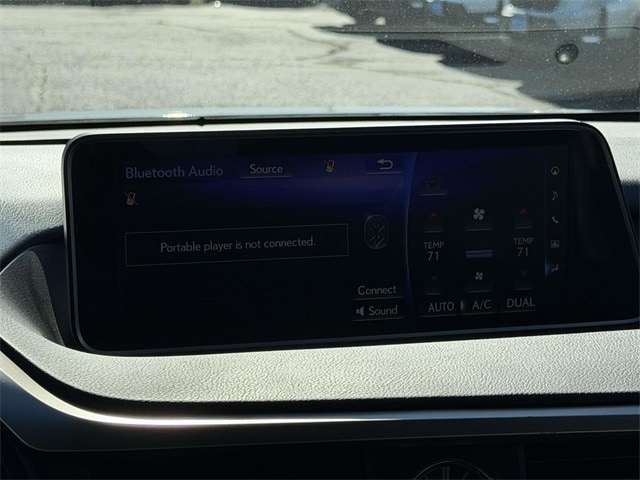 Bluetooth Audio Source
Portable player is not connected.
TEMP
71
TEMP
71
Connect
Sound
AUTO A/C DUAL